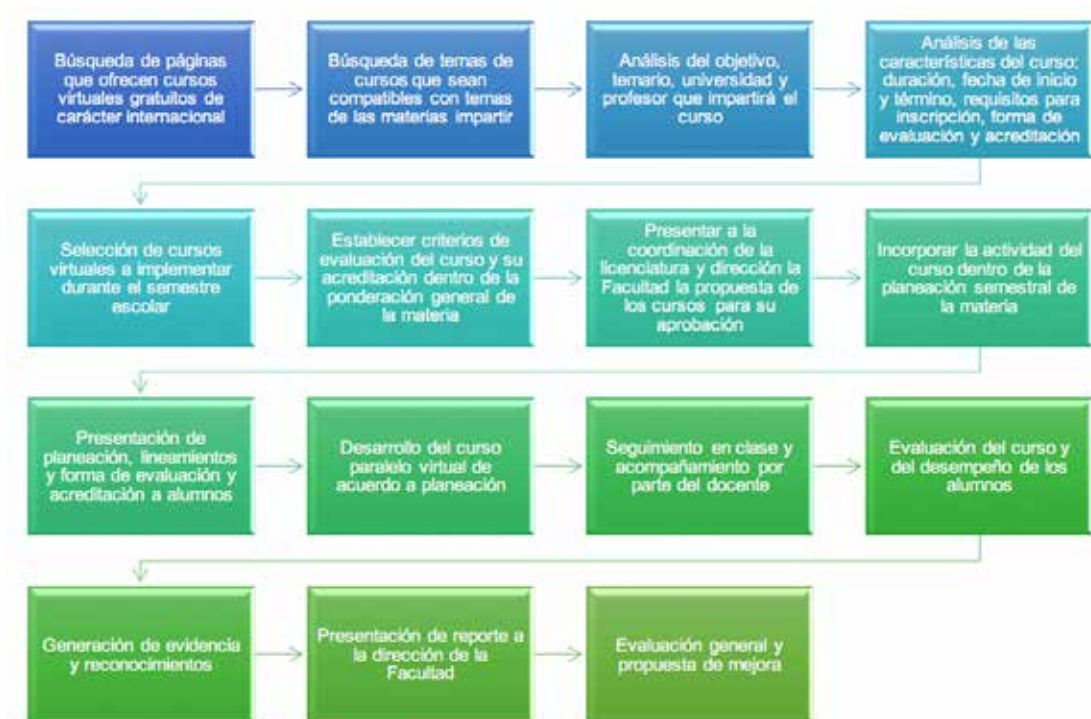 Búsqueda de páginas
que ofrecen cursos
virtuales gratuitos de
carácter internacional
Búsqueda de temas de
cursos que sean
compatibles con temas
de las materias impartir
Análisis del objetivo,
temario, universidad y
profesor que impartirá el
curso
Análisis de las
características del curso:
duración, fecha de inicio
y término, requisitos para
inscripción, forma de
evaluación y acreditación
Selección de cursos
virtuales a implementar
durante el semestre
escolar
Establecer criterios de
evaluación del curso y su
acreditación dentro de la
ponderación general de
la materia
Presentar a la
coordinación de la
licenciatura y dirección la
Facultad la propuesta de
los cursos para su
aprobación
Incorporar la actividad del
curso dentro de la
planeación semestral de
la materia
Presentación de
planeación, lineamientos
y forma de evaluación y
acreditación a alumnos
Desarrollo del curso
paralelo virtual de
acuerdo a planeación
Seguimiento en clase y
acompañamiento por
parte del docente
Evaluación del curso y
del desempeño de los
alumnos
Generación de evidencia
y reconocimientos
Presentación de reporte a
la dirección de la
Facultad
Evaluación general y
propuesta de mejora